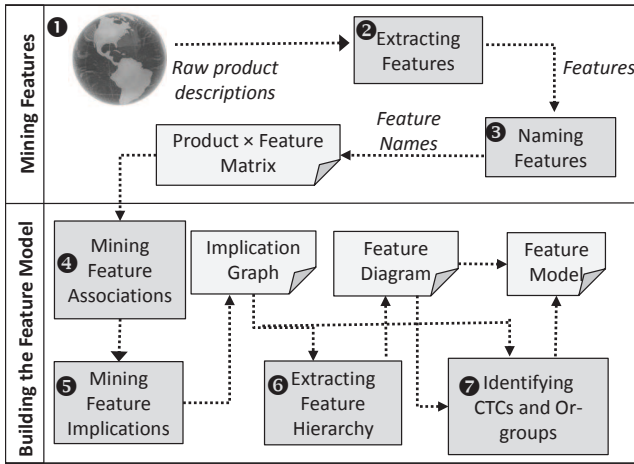 Mining Features
❶
Raw product
descriptions
❷ Extracting
Features
Features
❸ Naming
Features
Feature
Names
Product × Feature
Matrix
Building the Feature Model
❹ Mining
Feature
Associations
❺ Mining
Feature
Implications
Implication
Graph
❻ Extracting
Feature
Hierarchy
Feature
Diagram
❼ Identifying
CTCs and Or-
groups
Feature
Model